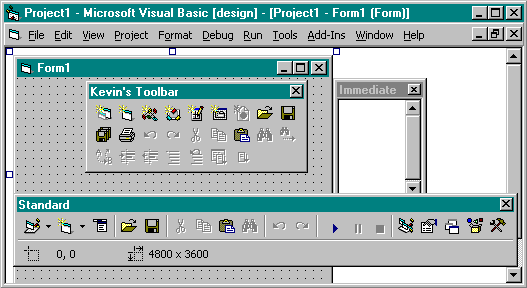 Project1 - Microsoft Visual Basic [design] - [Project1 - Form1 (Form)]
File Edit View Project Format Debug Run Tools Add-Ins Window Help
Form1
Kevin's Toolbar
Immediate
Standard
0, 0 4800 x 3600